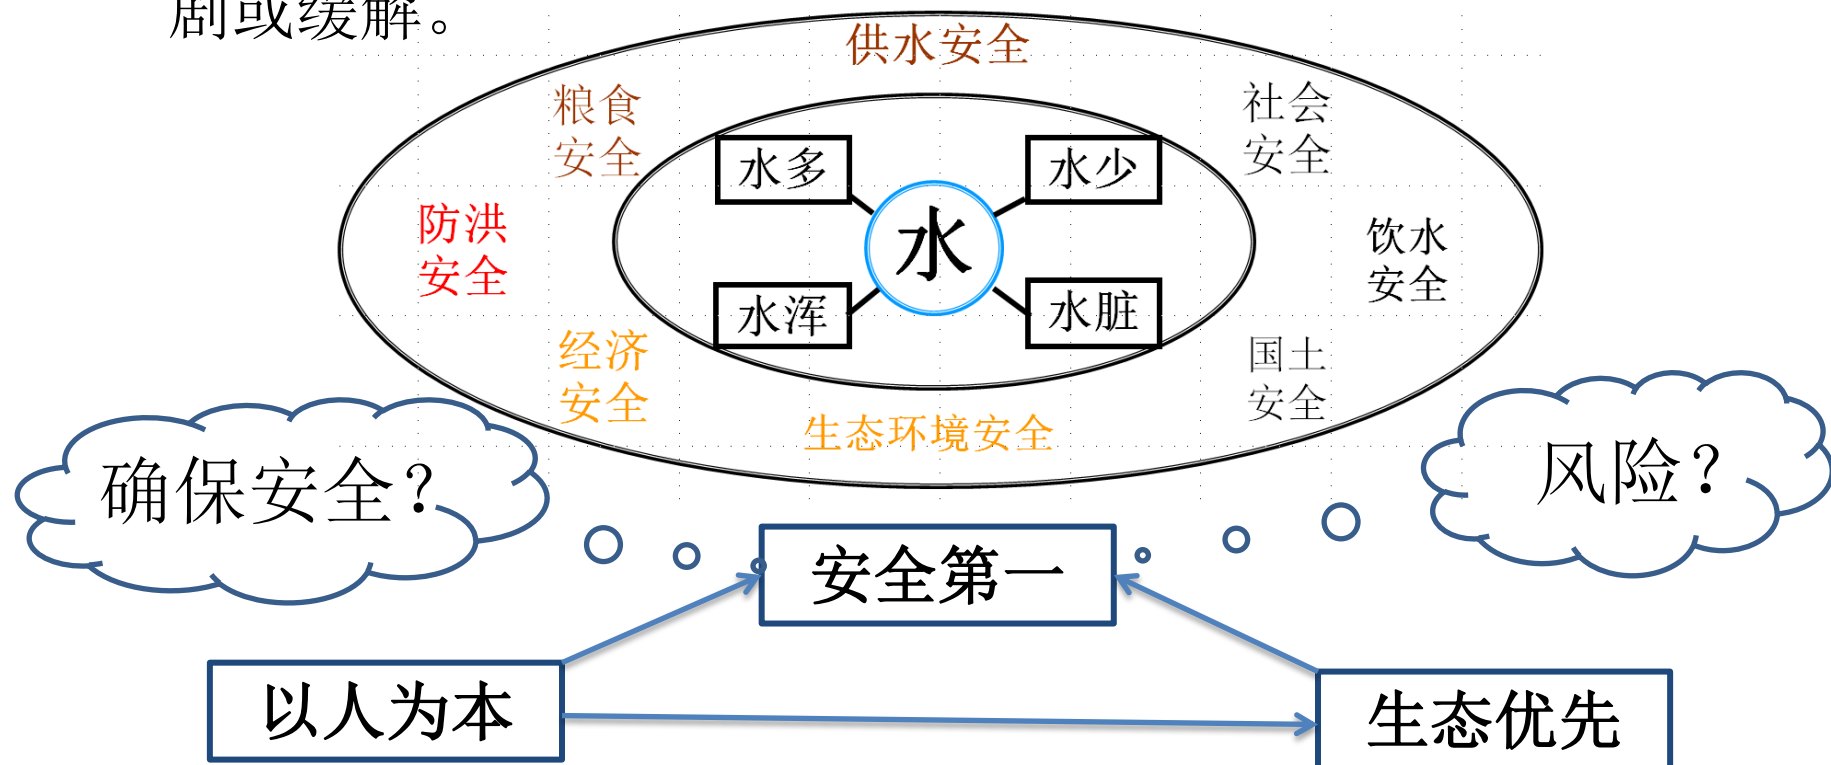 剧或缓解。
供水安全
粮食
安全
社会
安全
水多
水少
防洪
安全
水
饮水
安全
水浑
水脏
经济
安全
国土
安全
生态环境安全
确保安全？
风险？
安全第一
以人为本
生态优先